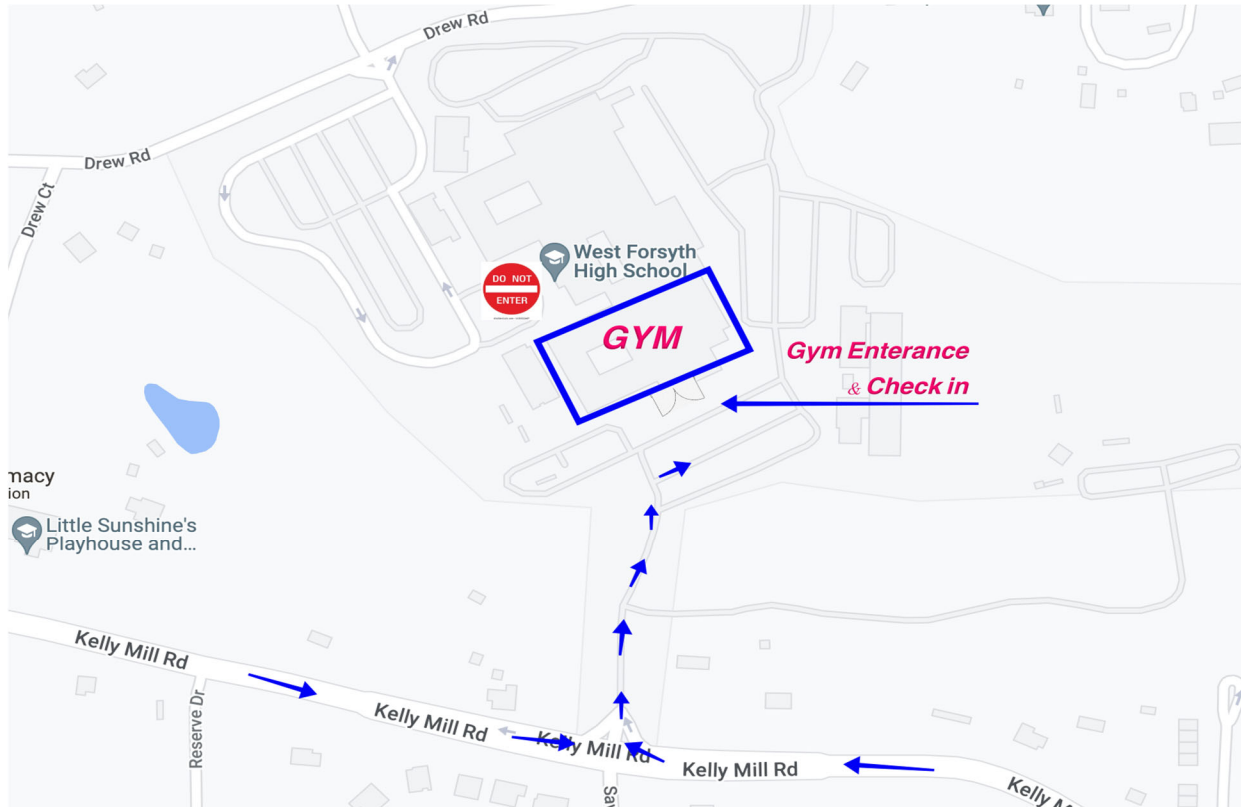 Drew Rd
Drew Rd
Drew Ct
West Forsyth
High School
DO NOT
ENTER
GYM
Gym Enterance
& Check in
macy
ion
Little Sunshine's
Playhouse and...
Kelly Mill Rd
Reserve Dr
Kelly Mill Rd
Kelly Mill Rd
Kelly Mill Rd
Kelly M
Sav